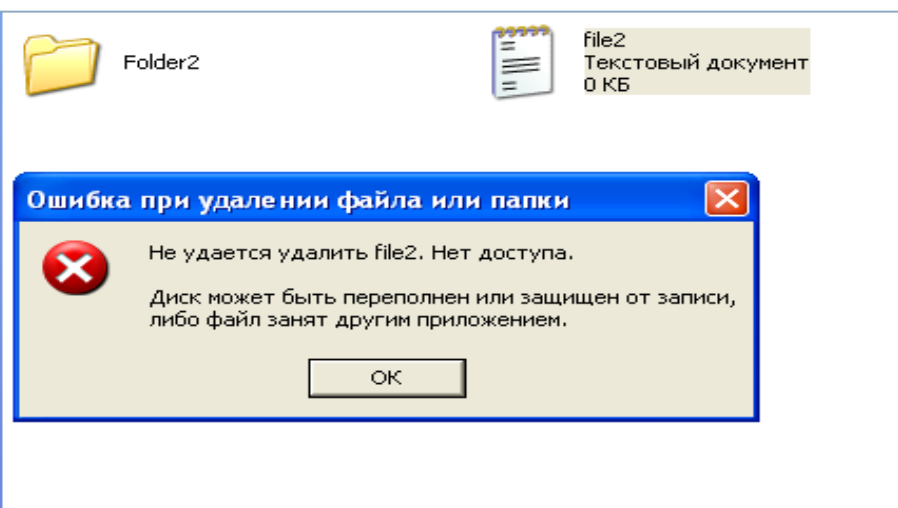 Folder2
file2
Текстовый документ
0 КБ
Ошибка при удалении файла или папки
Не удается удалить file2. Нет доступа.
Диск может быть переполнен или защищен от записи,
либо файл занят другим приложением.
ОК